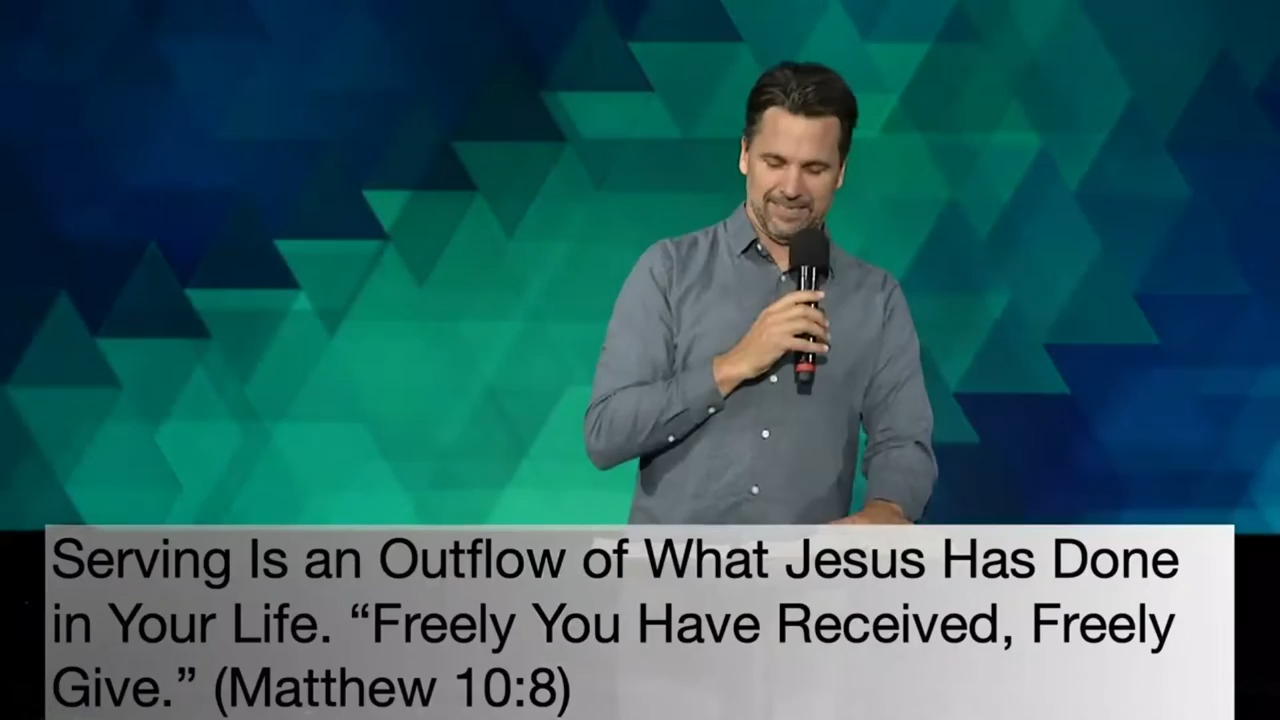 Serving Is an Outflow of What Jesus Has Done
in Your Life. “Freely You Have Received, Freely
Give.” (Matthew 10:8)